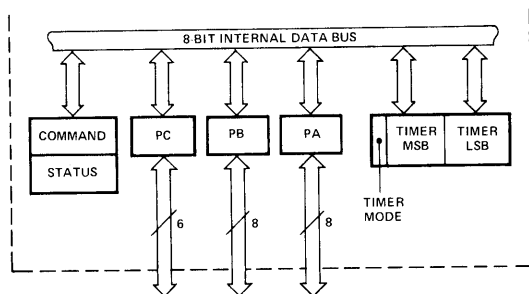 8-BIT INTERNAL DATA BUS
COMMAND
STATUS
PC
PB
PA
TIMER
MSB
TIMER
LSB
TIMER
MODE
6
8
8